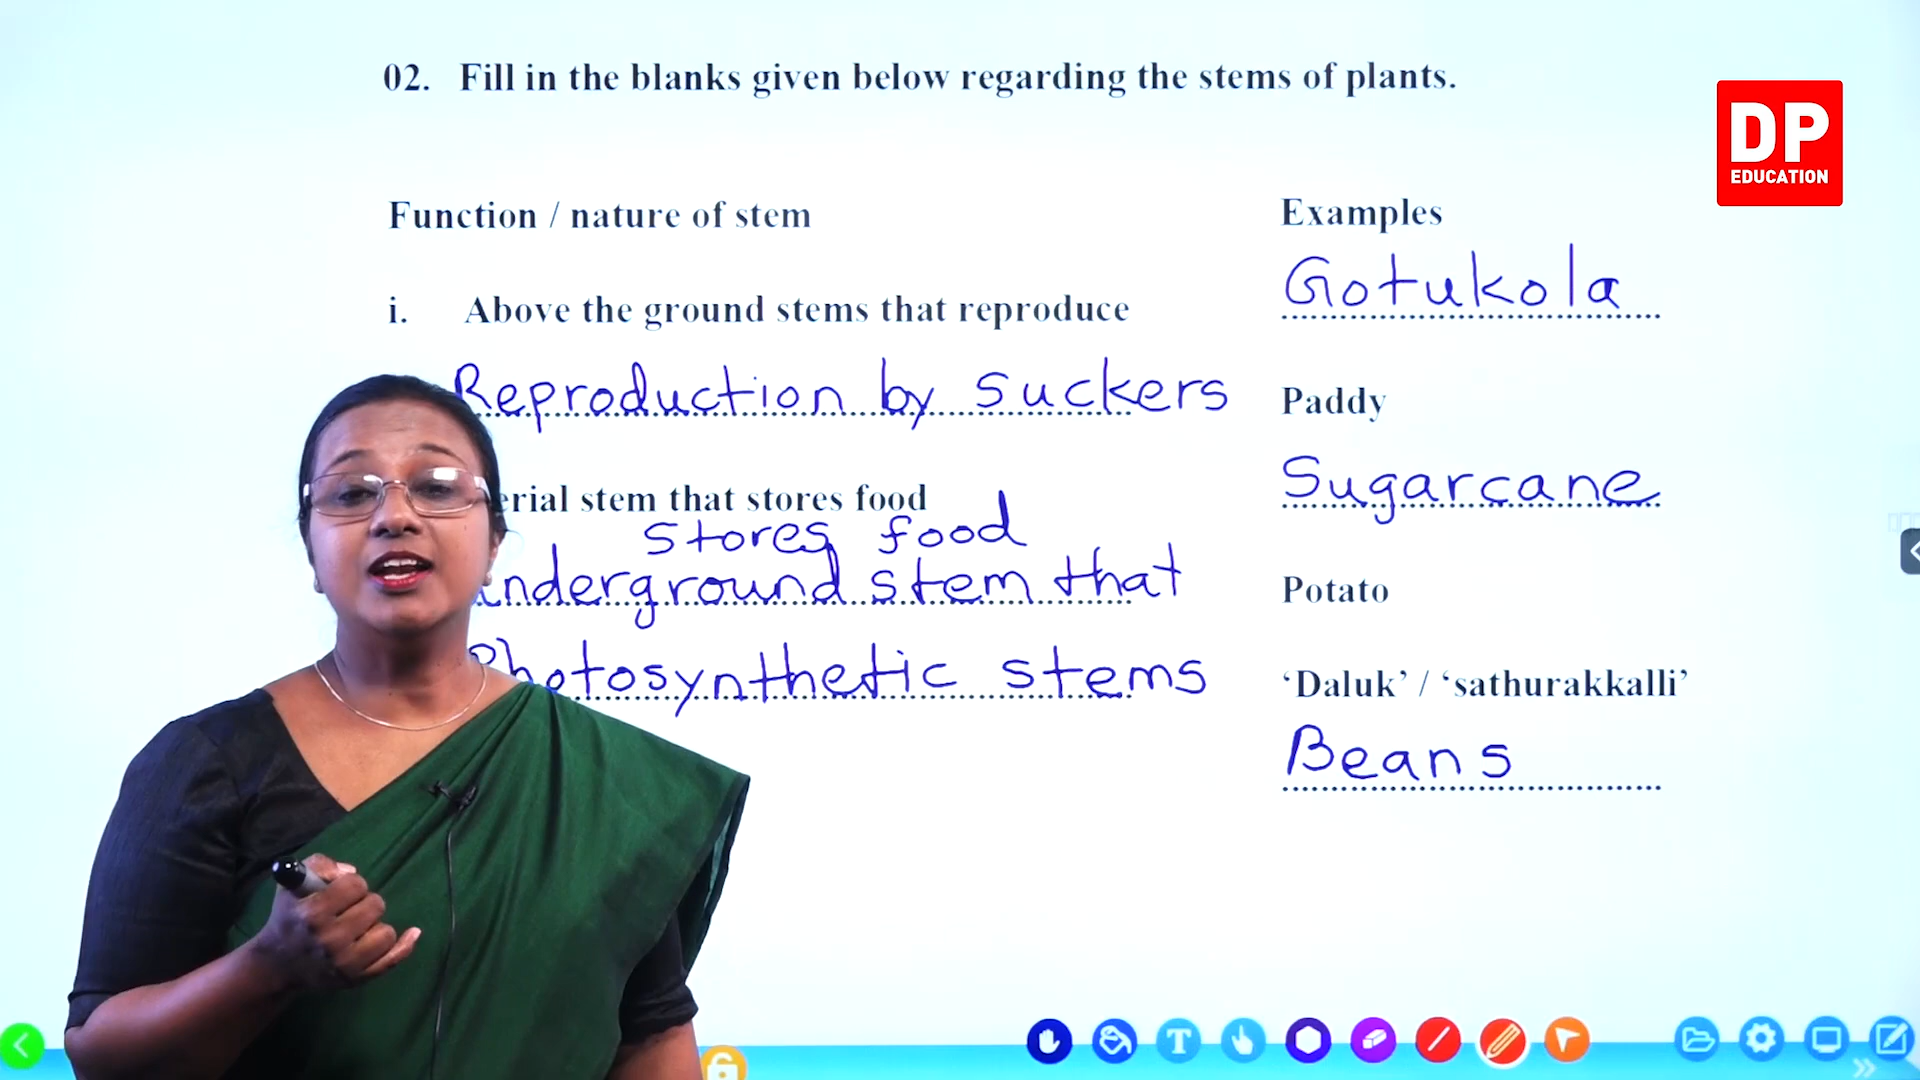 02. Fill in the blanks given below regarding the stems of plants.
DP
EDUCATION
Function / nature of stem
Examples
i. Above the ground stems that reproduce
Gotukola
Reproduction by suckers
Paddy
erial stem that stores food
Sugarcane
stores food
nderground stem that
Potato
Photosynthetic stems
‘Daluk’ / ‘sathurakkalli’
Beans
T